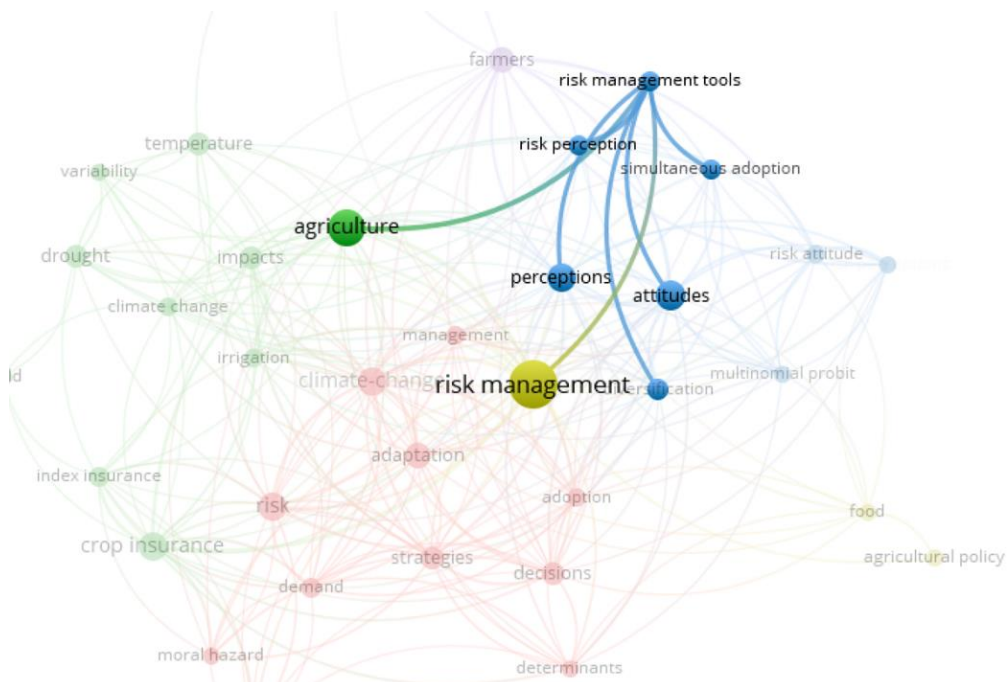 farmers
risk management tools
temperature
risk perception
variability
simultaneous adoption
agriculture
drought
impacts
risk attitude
perceptions
attitudes
climate change
management
irrigation
multinomial probit
ld
climate-change
risk management
diversification
adaptation
index insurance
risk
adoption
food
crop insurance
strategies
agricultural policy
decisions
demand
moral hazard
determinants